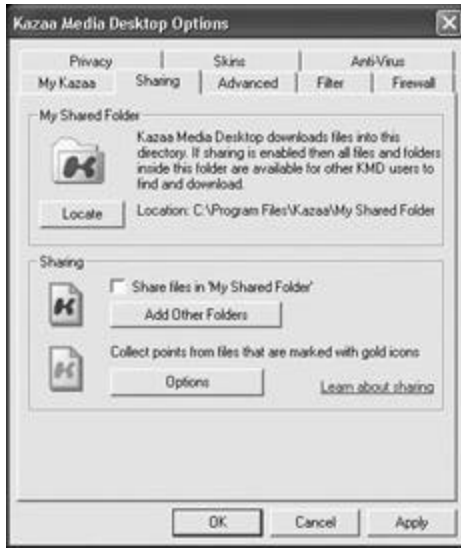 Kazaa Media Desktop Options
Privacy Skins Anti-Virus
My Kazaa Sharing Advanced Filter Firewall
My Shared Folder
Kazaa Media Desktop downloads files into this
directory. If sharing is enabled then all files and folders
inside this folder are available for other KMD users to
find and download.
Locate Location: C:\Program Files\Kazaa\My Shared Folder
Sharing
Share files in 'My Shared Folder'
Add Other Folders
Collect points from files that are marked with gold icons
Options Learn about sharing
OK Cancel Apply